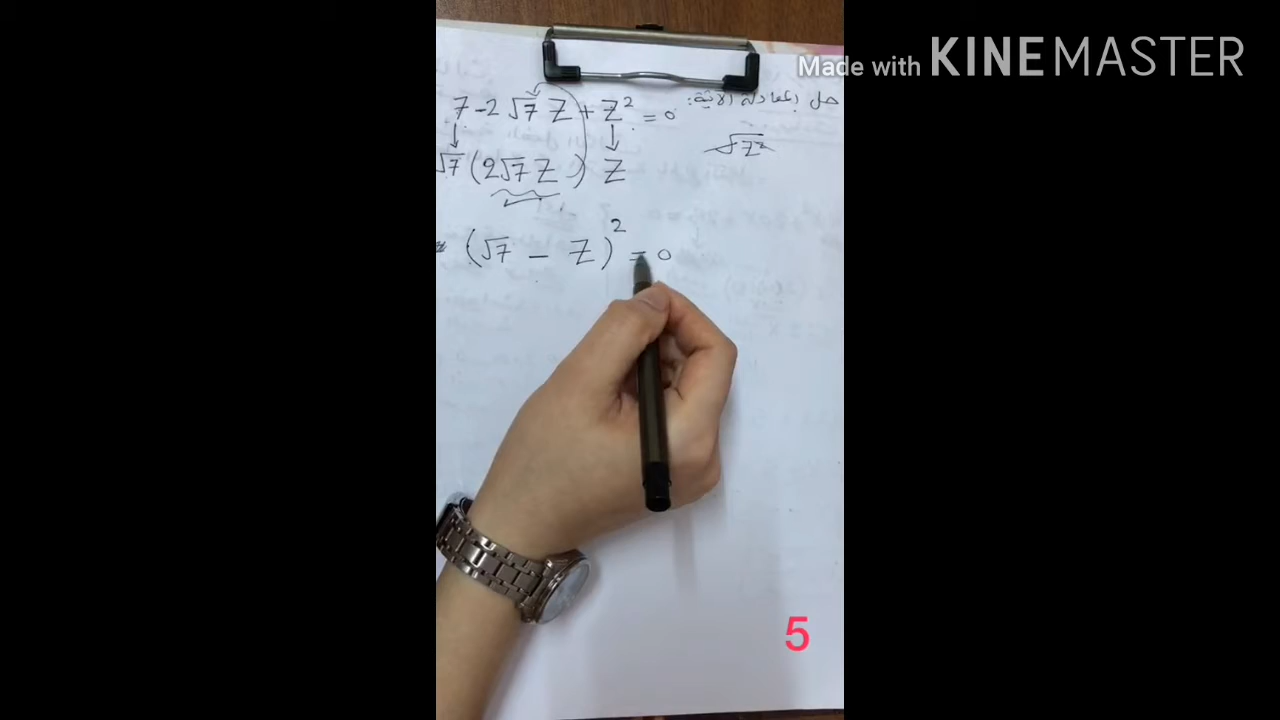 Made with KINEMASTER
حل المعادلة الآتية:
7 - 2√7 Z + Z² = 0
√Z²
√7 (2√7 Z) Z
(√7 - Z)² = 0
5